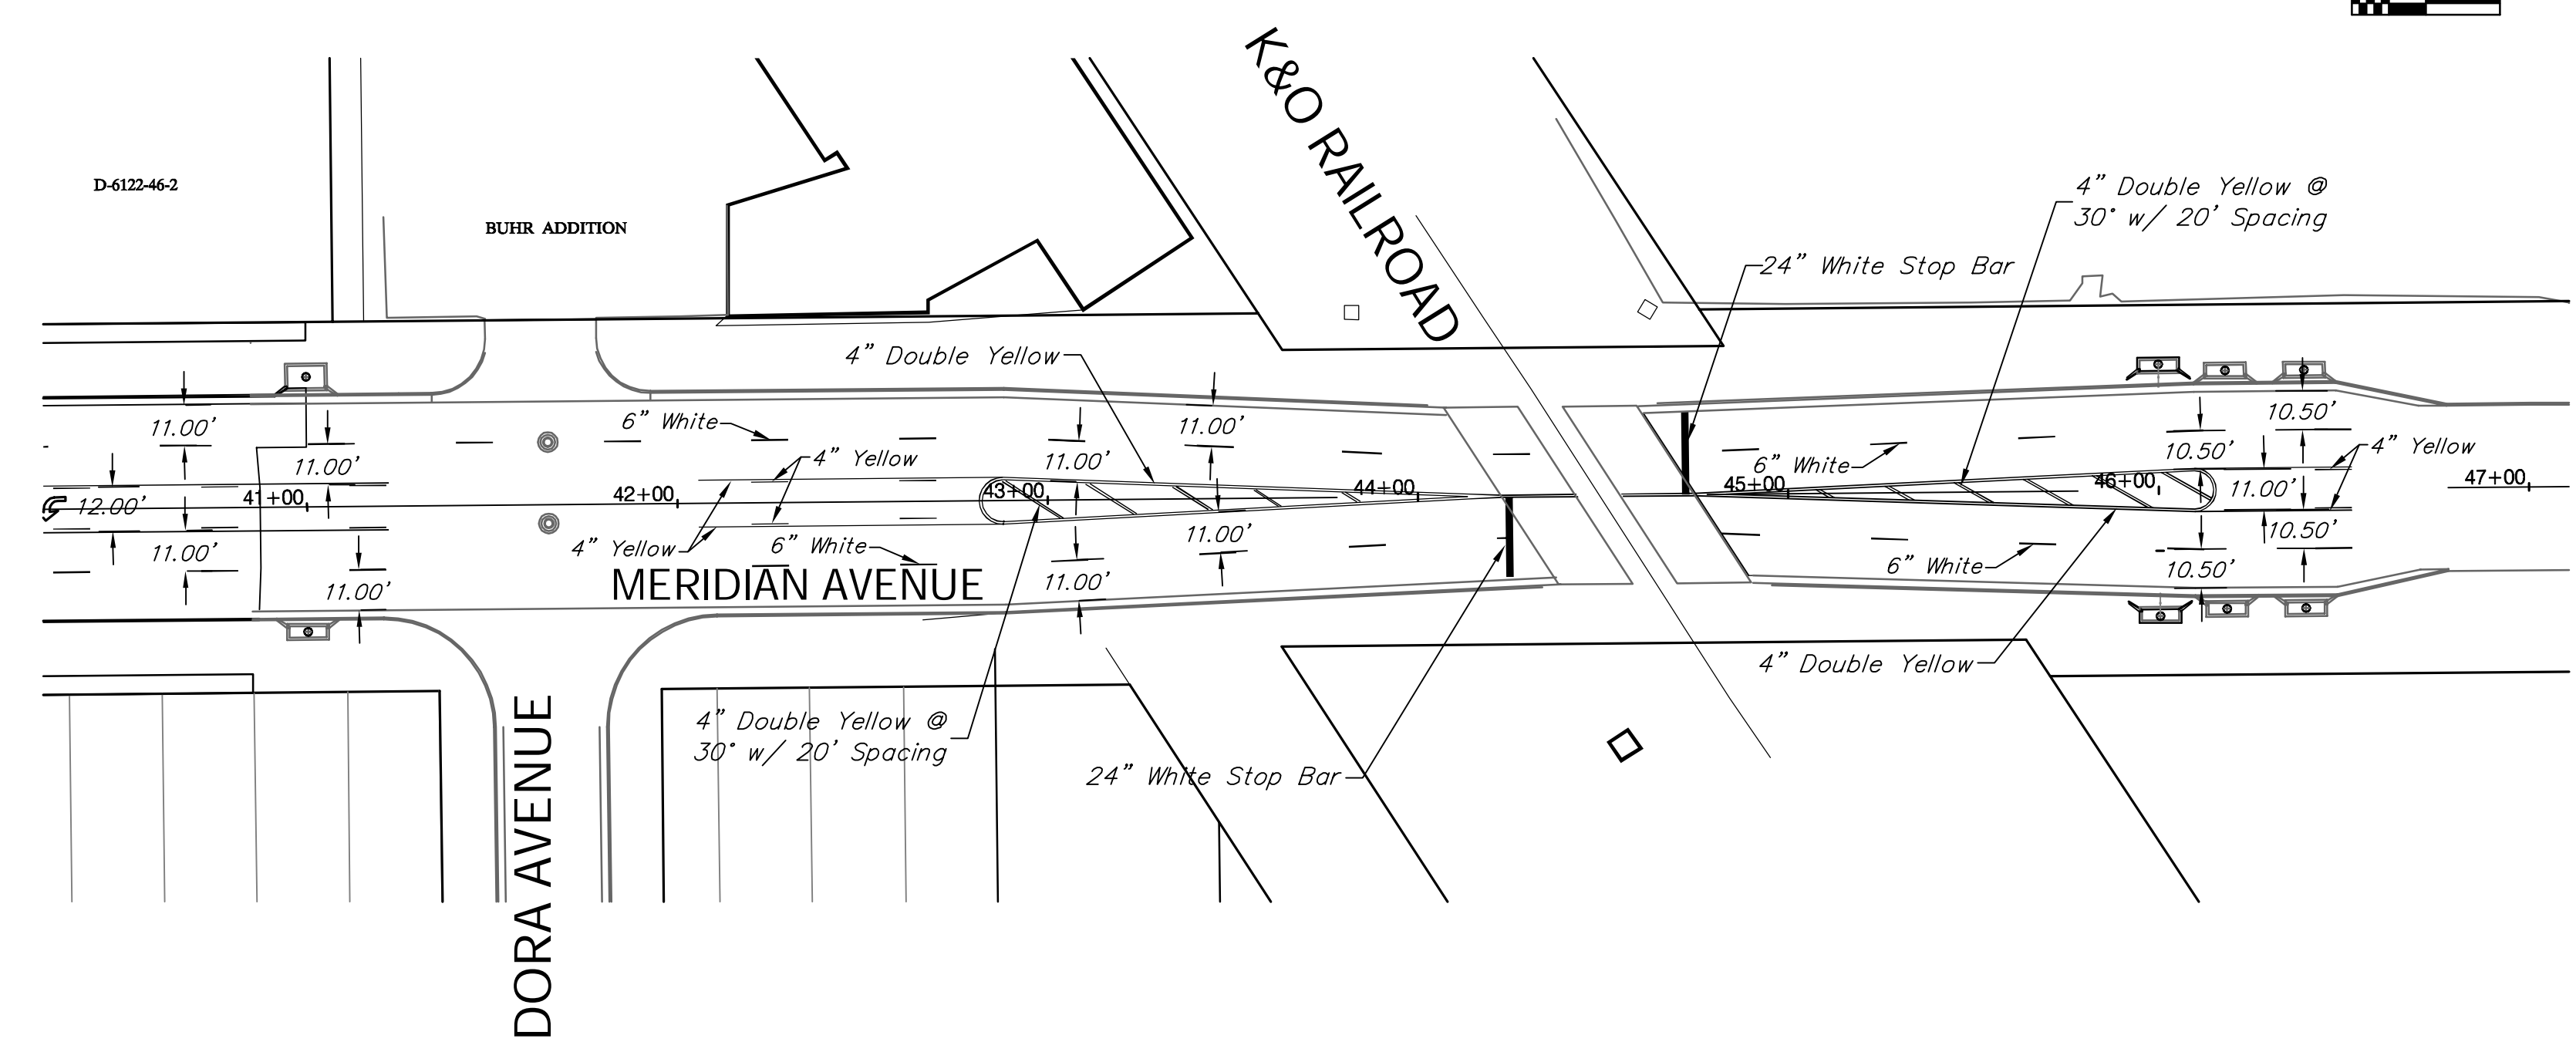 K&O RAILROAD
D-6122-46-2
BUHR ADDITION
4” Double Yellow @
30° w/ 20’ Spacing
24” White Stop Bar
4” Double Yellow
6” White
4” Yellow
11.00’
11.00’
11.00’
11.00’
12.00’
41+00
42+00
43+00
44+00
45+00
46+00
47+00
6” White
10.50’
10.50’
4” Yellow
11.00’
10.50’
10.50’
11.00’
11.00’
4” Yellow
6” White
11.00’
11.00’
6” White
MERIDIAN AVENUE
4” Double Yellow
4” Double Yellow @
30° w/ 20’ Spacing
24” White Stop Bar
DORA AVENUE